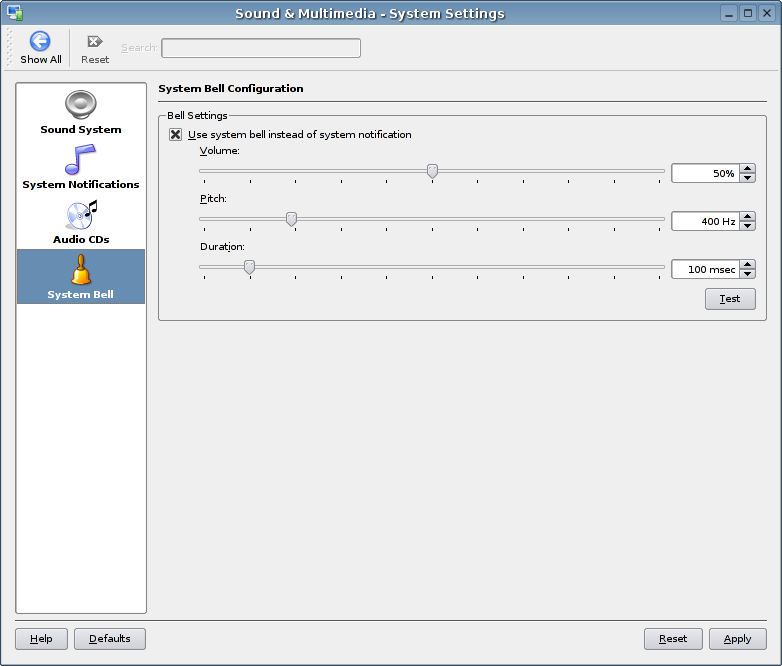 Sound & Multimedia - System Settings
Show All
Reset
Search:
Sound System
System Notifications
Audio CDs
System Bell
System Bell Configuration
Bell Settings
Use system bell instead of system notification
Volume:
50%
Pitch:
400 Hz
Duration:
100 msec
Test
Help
Defaults
Reset
Apply